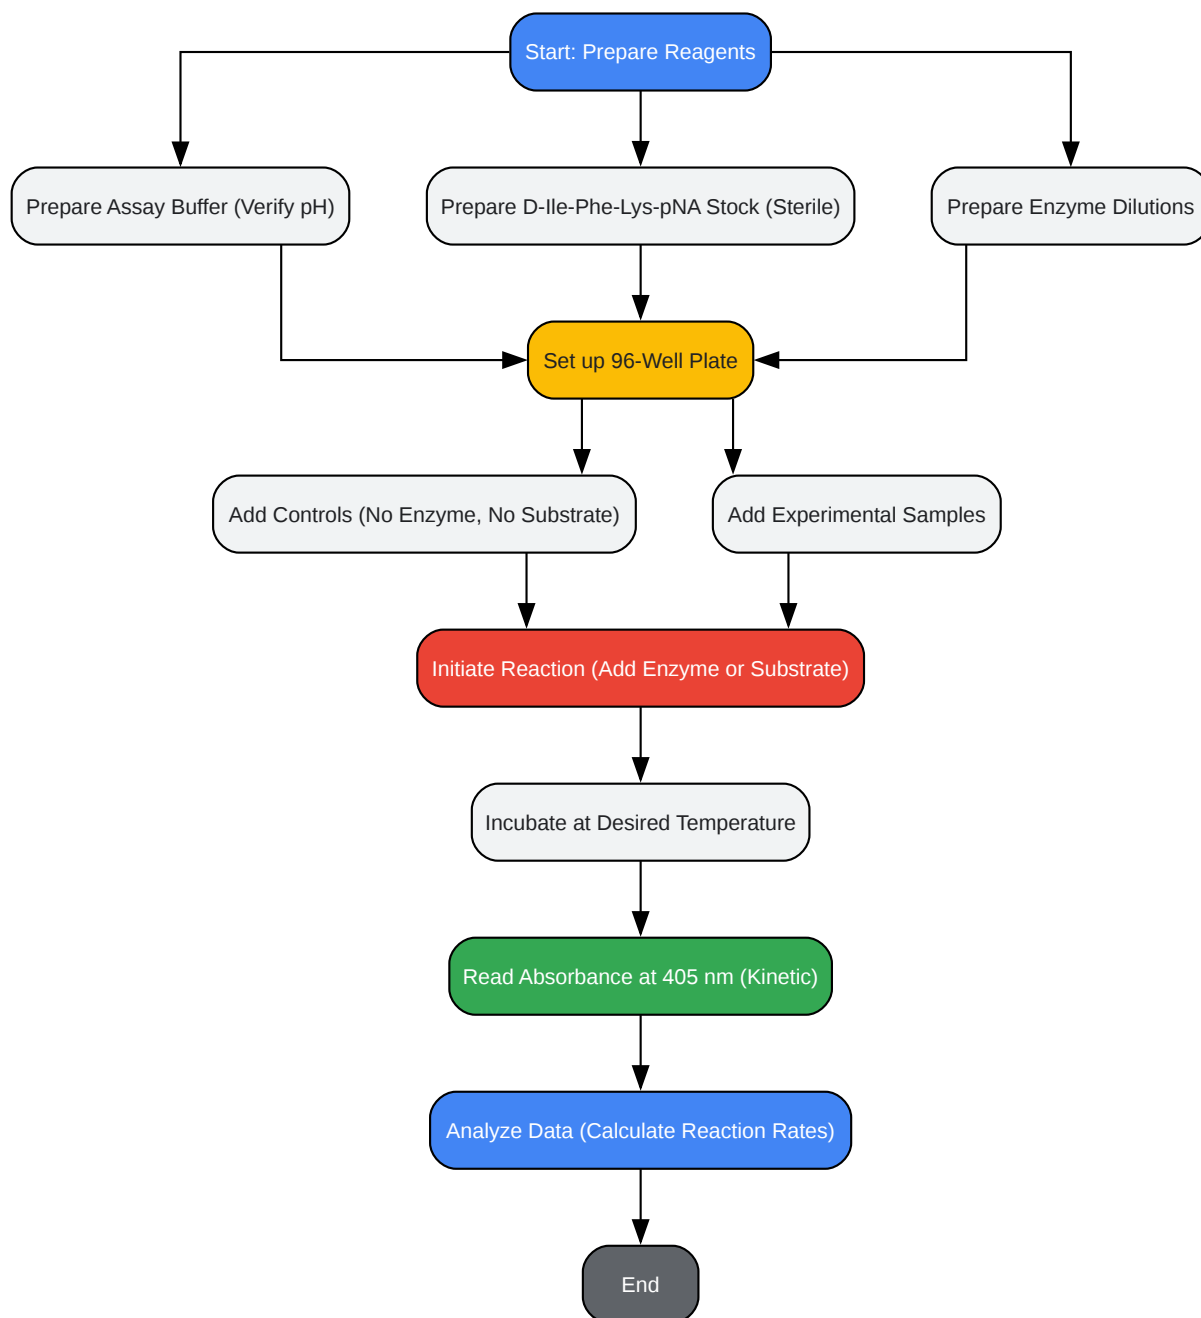 Start: Prepare Reagents
Prepare Assay Buffer (Verify pH)
Prepare D-Ile-Phe-Lys-pNA Stock (Sterile)
Prepare Enzyme Dilutions
Set up 96-Well Plate
Add Controls (No Enzyme, No Substrate)
Add Experimental Samples
Initiate Reaction (Add Enzyme or Substrate)
Incubate at Desired Temperature
Read Absorbance at 405 nm (Kinetic)
Analyze Data (Calculate Reaction Rates)
End